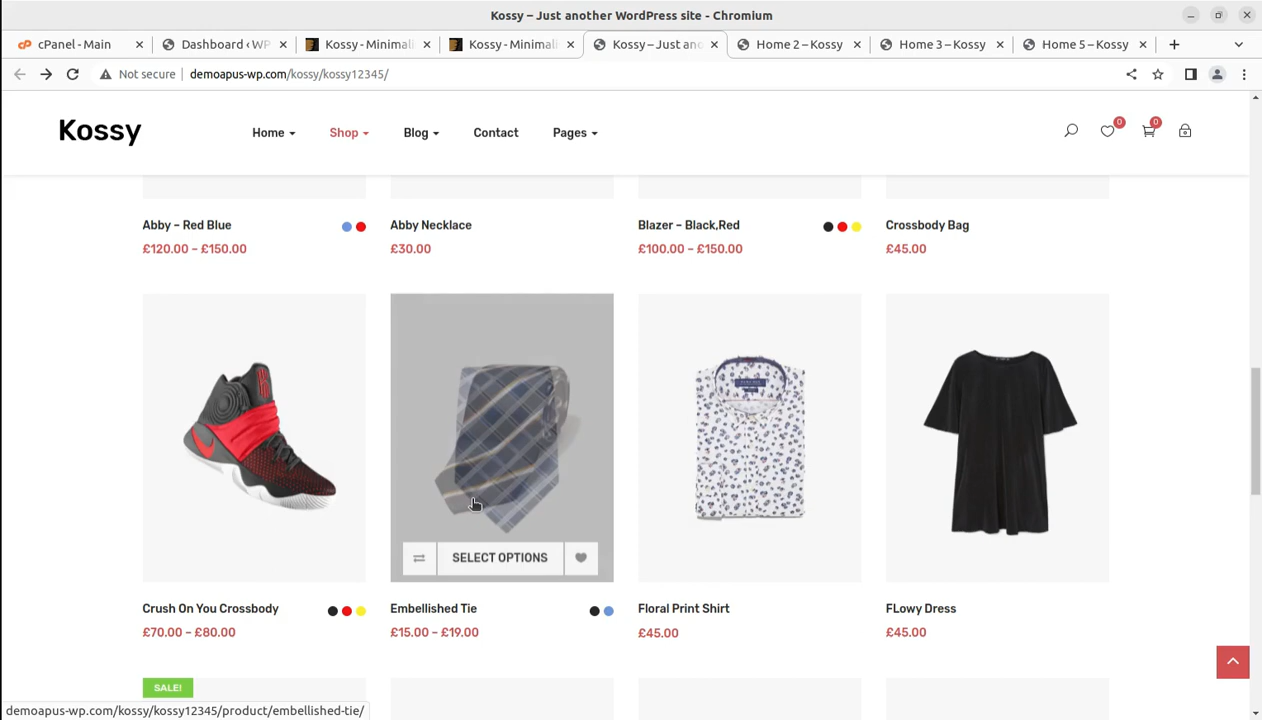 Kossy – Just another WordPress site - Chromium
cPanel - Main
Dashboard ‹ WP
Kossy - Minimali
Kossy - Minimali
Kossy – Just ano
Home 2 – Kossy
Home 3 – Kossy
Home 5 – Kossy
Not secure
demoapus-wp.com/kossy/kossy12345/
Kossy
Home
Shop
Blog
Contact
Pages
0
0
Abby – Red Blue
£120.00 – £150.00
Abby Necklace
£30.00
Blazer – Black,Red
£100.00 – £150.00
Crossbody Bag
£45.00
SELECT OPTIONS
Crush On You Crossbody
£70.00 – £80.00
Embellished Tie
£15.00 – £19.00
Floral Print Shirt
£45.00
FLowy Dress
£45.00
SALE!
demoapus-wp.com/kossy/kossy12345/product/embellished-tie/